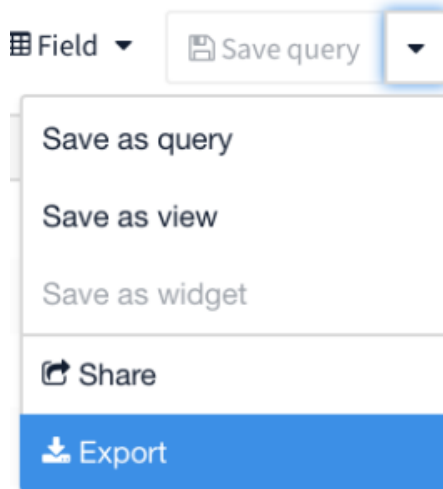 Field Save query
Save as query
Save as view
Save as widget
Share
Export